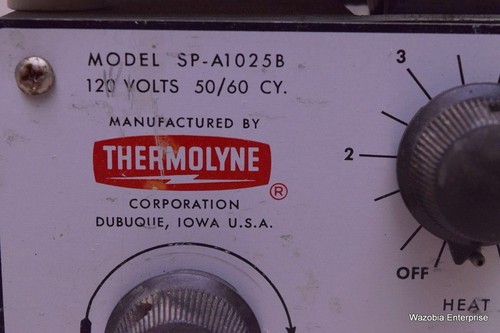 MODEL SP-A1025B
120 VOLTS 50/60 CY.
MANUFACTURED BY
THERMOLYNE
®
CORPORATION
DUBUQUE, IOWA U.S.A.
3
2
OFF
HEAT
Wazobia Enterprise